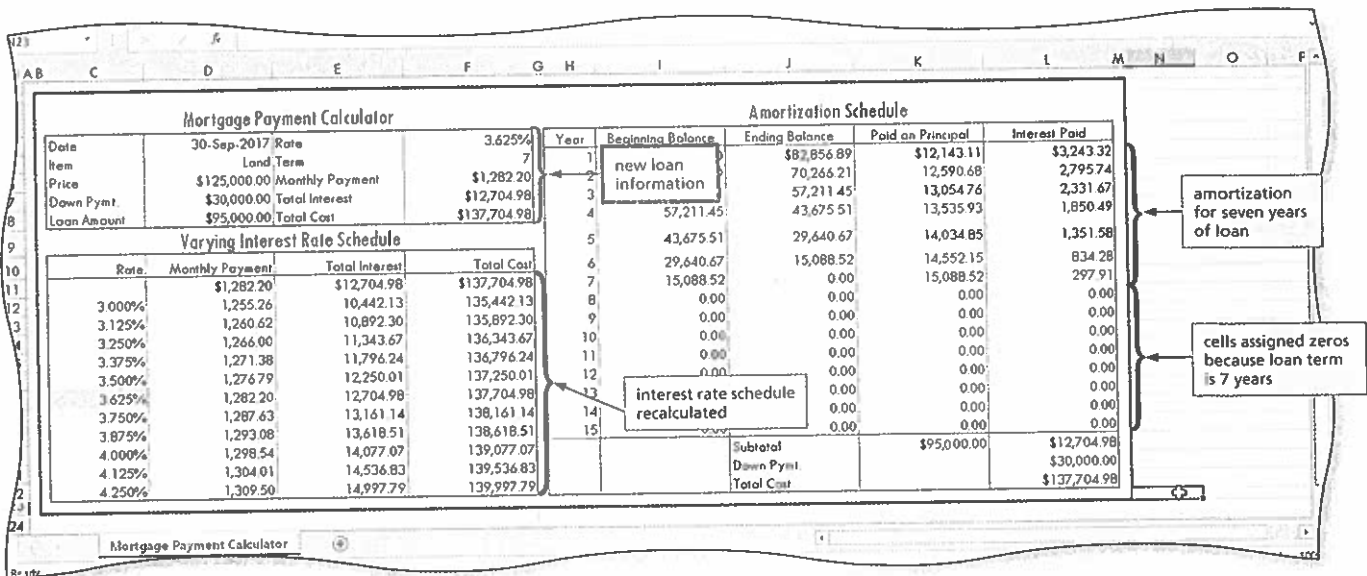 123 fx
A B C D E F G H I J K L M N O F
Mortgage Payment Calculator
Date 30-Sep-2017 Rate 3.625%
Item Land Term 7
Price $125,000.00 Monthly Payment $1,282.20
Down Pymt. $30,000.00 Total Interest $12,704.98
Loan Amount $95,000.00 Total Cost $137,704.98
Varying Interest Rate Schedule
Rate Monthly Payment Total Interest Total Cost
$1,282.20 $12,704.98 $137,704.98
3.000% 1,255.26 10,442.13 135,442.13
3.125% 1,260.62 10,892.30 135,892.30
3.250% 1,266.00 11,343.67 136,343.67
3.375% 1,271.38 11,796.24 136,796.24
3.500% 1,276.79 12,250.01 137,250.01
3.625% 1,282.20 12,704.98 137,704.98
3.750% 1,287.63 13,161.14 138,161.14
3.875% 1,293.08 13,618.51 138,618.51
4.000% 1,298.54 14,077.07 139,077.07
4.125% 1,304.01 14,536.83 139,536.83
4.250% 1,309.50 14,997.79 139,997.79
Amortization Schedule
Year Beginning Balance Ending Balance Paid on Principal Interest Paid
1 $82,856.89 $12,143.11 $3,243.32
2 70,266.21 12,590.68 2,795.74
3 57,211.45 13,054.76 2,331.67
4 57,211.45 43,675.51 13,535.93 1,850.49
5 43,675.51 29,640.67 14,034.85 1,351.58
6 29,640.67 15,088.52 14,552.15 834.28
7 15,088.52 0.00 15,088.52 297.91
8 0.00 0.00 0.00 0.00
9 0.00 0.00 0.00 0.00
10 0.00 0.00 0.00 0.00
11 0.00 0.00 0.00 0.00
12 0.00 0.00 0.00 0.00
13 0.00 0.00 0.00
14 0.00 0.00 0.00
15 0.00 0.00 0.00
Subtotal $95,000.00 $12,704.98
Down Pymt. $30,000.00
Total Cost $137,704.98
new loan
information
interest rate schedule
recalculated
amortization
for seven years
of loan
cells assigned zeros
because loan term
is 7 years
7
8
9
10
11
12
24
Mortgage Payment Calculator